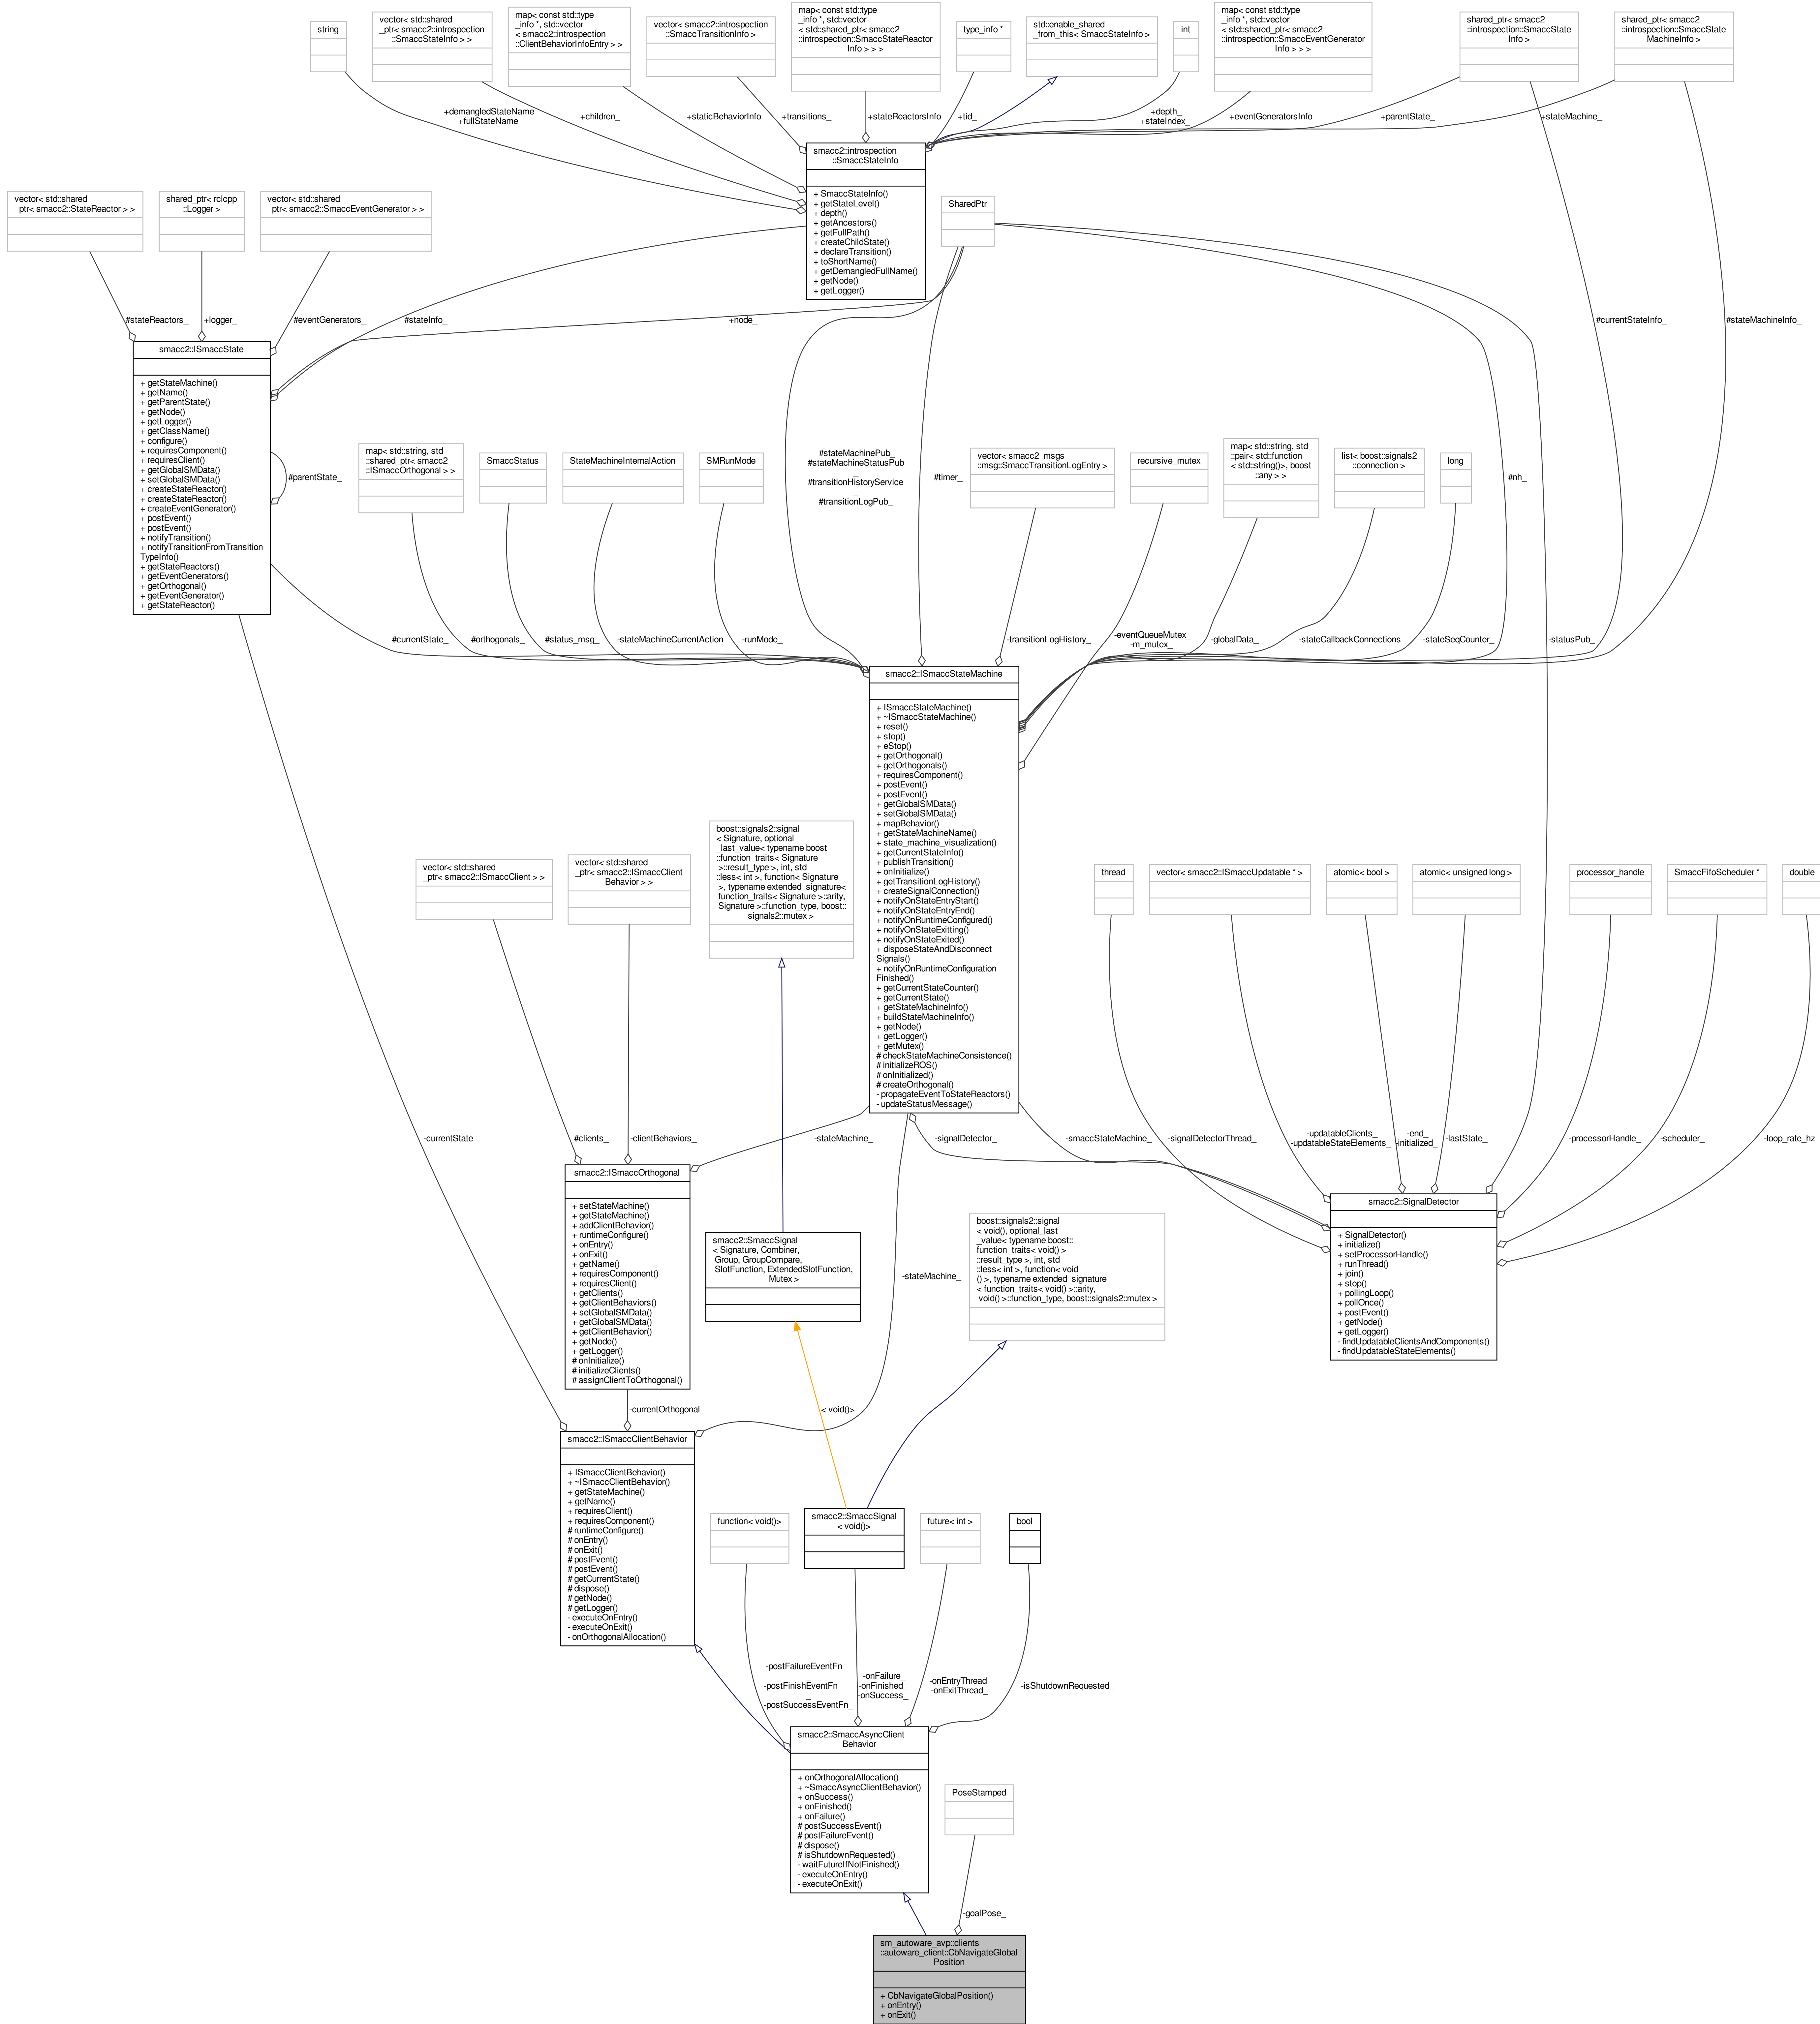 string
vector< std::shared
_ptr< smacc2::introspection
::SmaccStateInfo > >
map< const std::type
_info *, std::vector
< smacc2::introspection
::ClientBehaviorInfoEntry > >
vector< smacc2::introspection
::SmaccTransitionInfo >
map< const std::type
_info *, std::vector
< std::shared_ptr< smacc2
::introspection::SmaccStateReactor
Info > > >
type_info *
std::enable_shared
_from_this< SmaccStateInfo >
int
map< const std::type
_info *, std::vector
< std::shared_ptr< smacc2
::introspection::SmaccEventGenerator
Info > > >
shared_ptr< smacc2
::introspection::SmaccState
Info >
shared_ptr< smacc2
::introspection::SmaccState
MachineInfo >
+demangledStateName
+fullStateName
+children_
+staticBehaviorInfo
+transitions_
+stateReactorsInfo
+tid_
+depth_
+stateIndex_
+eventGeneratorsInfo
+parentState_
+stateMachine_
smacc2::introspection
::SmaccStateInfo
+ SmaccStateInfo()
+ getStateLevel()
+ depth()
+ getAncestors()
+ getFullPath()
+ createChildState()
+ declareTransition()
+ toShortName()
+ getDemangledFullName()
+ getNode()
+ getLogger()
vector< std::shared
_ptr< smacc2::StateReactor > >
shared_ptr< rclcpp
::Logger >
vector< std::shared
_ptr< smacc2::SmaccEventGenerator > >
SharedPtr
#stateReactors_
+logger_
#eventGenerators_
#stateInfo_
+node_
#currentStateInfo_
#stateMachineInfo_
smacc2::ISmaccState
+ getStateMachine()
+ getName()
+ getParentState()
+ getNode()
+ getLogger()
+ getClassName()
+ configure()
+ requiresComponent()
+ requiresClient()
+ getGlobalSMData()
+ setGlobalSMData()
+ createStateReactor()
+ createStateReactor()
+ createEventGenerator()
+ postEvent()
+ postEvent()
+ notifyTransition()
+ notifyTransitionFromTransition
TypeInfo()
+ getStateReactors()
+ getEventGenerators()
+ getOrthogonal()
+ getEventGenerator()
+ getStateReactor()
#parentState_
map< std::string, std
::shared_ptr< smacc2
::ISmaccOrthogonal > >
SmaccStatus
StateMachineInternalAction
SMRunMode
#stateMachinePub_
#stateMachineStatusPub
_
#transitionHistoryService
_
#transitionLogPub_
#timer_
vector< smacc2_msgs
::msg::SmaccTransitionLogEntry >
recursive_mutex
map< std::string, std
::pair< std::function
< std::string()>, boost
::any > >
list< boost::signals2
::connection >
long
#nh_
#currentState_
#orthogonals_
#status_msg_
-stateMachineCurrentAction
-runMode_
-transitionLogHistory_
-eventQueueMutex_
-m_mutex_
-globalData_
-stateCallbackConnections
-stateSeqCounter_
-statusPub_
smacc2::ISmaccStateMachine
+ ISmaccStateMachine()
+ ~ISmaccStateMachine()
+ reset()
+ stop()
+ eStop()
+ getOrthogonal()
+ getOrthogonals()
+ requiresComponent()
+ postEvent()
+ postEvent()
+ getGlobalSMData()
+ setGlobalSMData()
+ mapBehavior()
+ getStateMachineName()
+ state_machine_visualization()
+ getCurrentStateInfo()
+ publishTransition()
+ onInitialize()
+ getTransitionLogHistory()
+ createSignalConnection()
+ notifyOnStateEntryStart()
+ notifyOnStateEntryEnd()
+ notifyOnRuntimeConfigured()
+ notifyOnStateExitting()
+ notifyOnStateExited()
+ disposeStateAndDisconnect
Signals()
+ notifyOnRuntimeConfiguration
Finished()
+ getCurrentStateCounter()
+ getCurrentState()
+ getStateMachineInfo()
+ buildStateMachineInfo()
+ getNode()
+ getLogger()
+ getMutex()
# checkStateMachineConsistence()
# initializeROS()
# onInitialized()
# createOrthogonal()
- propagateEventToStateReactors()
- updateStatusMessage()
vector< std::shared
_ptr< smacc2::ISmaccClient > >
vector< std::shared
_ptr< smacc2::ISmaccClient
Behavior > >
boost::signals2::signal
< Signature, optional
_last_value< typename boost
::function_traits< Signature
>::result_type >, int, std
::less< int >, function< Signature
>, typename extended_signature<
function_traits< Signature >::arity,
Signature >::function_type, boost::
signals2::mutex >
thread
vector< smacc2::ISmaccUpdatable * >
atomic< bool >
atomic< unsigned long >
processor_handle
SmaccFifoScheduler *
double
-currentState
#clients_
-clientBehaviors_
-stateMachine_
-signalDetector_
-smaccStateMachine_
-signalDetectorThread_
-updatableClients_
-updatableStateElements_
-end_
-initialized_
-lastState_
-processorHandle_
-scheduler_
-loop_rate_hz
smacc2::ISmaccOrthogonal
+ setStateMachine()
+ getStateMachine()
+ addClientBehavior()
+ runtimeConfigure()
+ onEntry()
+ onExit()
+ getName()
+ requiresComponent()
+ requiresClient()
+ getClients()
+ getClientBehaviors()
+ setGlobalSMData()
+ getGlobalSMData()
+ getClientBehavior()
+ getNode()
+ getLogger()
# onInitialize()
# initializeClients()
# assignClientToOrthogonal()
smacc2::SmaccSignal
< Signature, Combiner,
Group, GroupCompare,
SlotFunction, ExtendedSlotFunction,
Mutex >
-stateMachine_
boost::signals2::signal
< void(), optional_last
_value< typename boost::
function_traits< void() >
::result_type >, int, std
::less< int >, function< void
() >, typename extended_signature
< function_traits< void() >::arity,
void() >::function_type, boost::signals2::mutex >
smacc2::SignalDetector
+ SignalDetector()
+ initialize()
+ setProcessorHandle()
+ runThread()
+ join()
+ stop()
+ pollingLoop()
+ pollOnce()
+ postEvent()
+ getNode()
+ getLogger()
- findUpdatableClientsAndComponents()
- findUpdatableStateElements()
-currentOrthogonal
< void()>
smacc2::ISmaccClientBehavior
+ ISmaccClientBehavior()
+ ~ISmaccClientBehavior()
+ getStateMachine()
+ getName()
+ requiresClient()
+ requiresComponent()
# runtimeConfigure()
# onEntry()
# onExit()
# postEvent()
# postEvent()
# getCurrentState()
# dispose()
# getNode()
# getLogger()
- executeOnEntry()
- executeOnExit()
- onOrthogonalAllocation()
function< void()>
smacc2::SmaccSignal
< void()>
future< int >
bool
-postFailureEventFn
_
-postFinishEventFn
_
-postSuccessEventFn_
-onFailure_
-onFinished_
-onSuccess_
-onEntryThread_
-onExitThread_
-isShutdownRequested_
smacc2::SmaccAsyncClient
Behavior
+ onOrthogonalAllocation()
+ ~SmaccAsyncClientBehavior()
+ onSuccess()
+ onFinished()
+ onFailure()
# postSuccessEvent()
# postFailureEvent()
# dispose()
# isShutdownRequested()
- waitFutureIfNotFinished()
- executeOnEntry()
- executeOnExit()
PoseStamped
-goalPose_
sm_autoware_avp::clients
::autoware_client::CbNavigateGlobal
Position
+ CbNavigateGlobalPosition()
+ onEntry()
+ onExit()